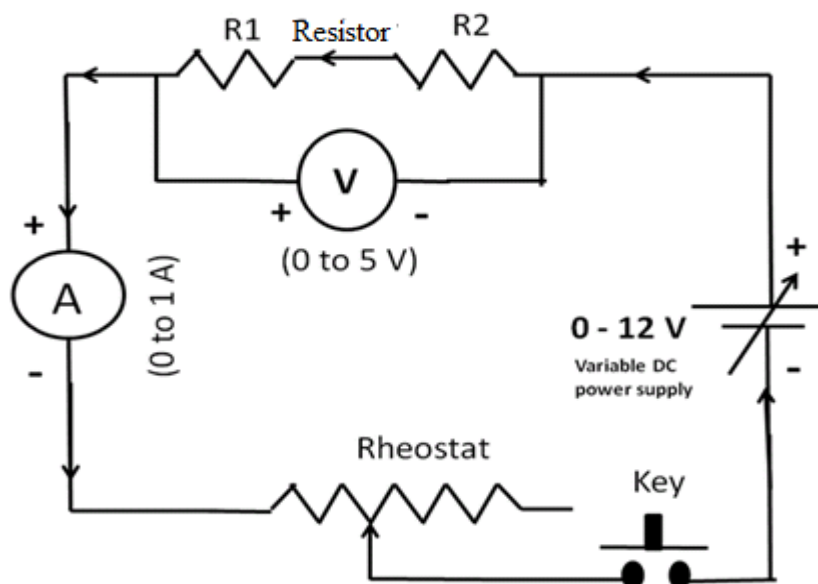 R1 Resistor R2
V
+ -
(0 to 5 V)
+
A
-
(0 to 1 A)
+
0 - 12 V
Variable DC
power supply
-
Rheostat
Key